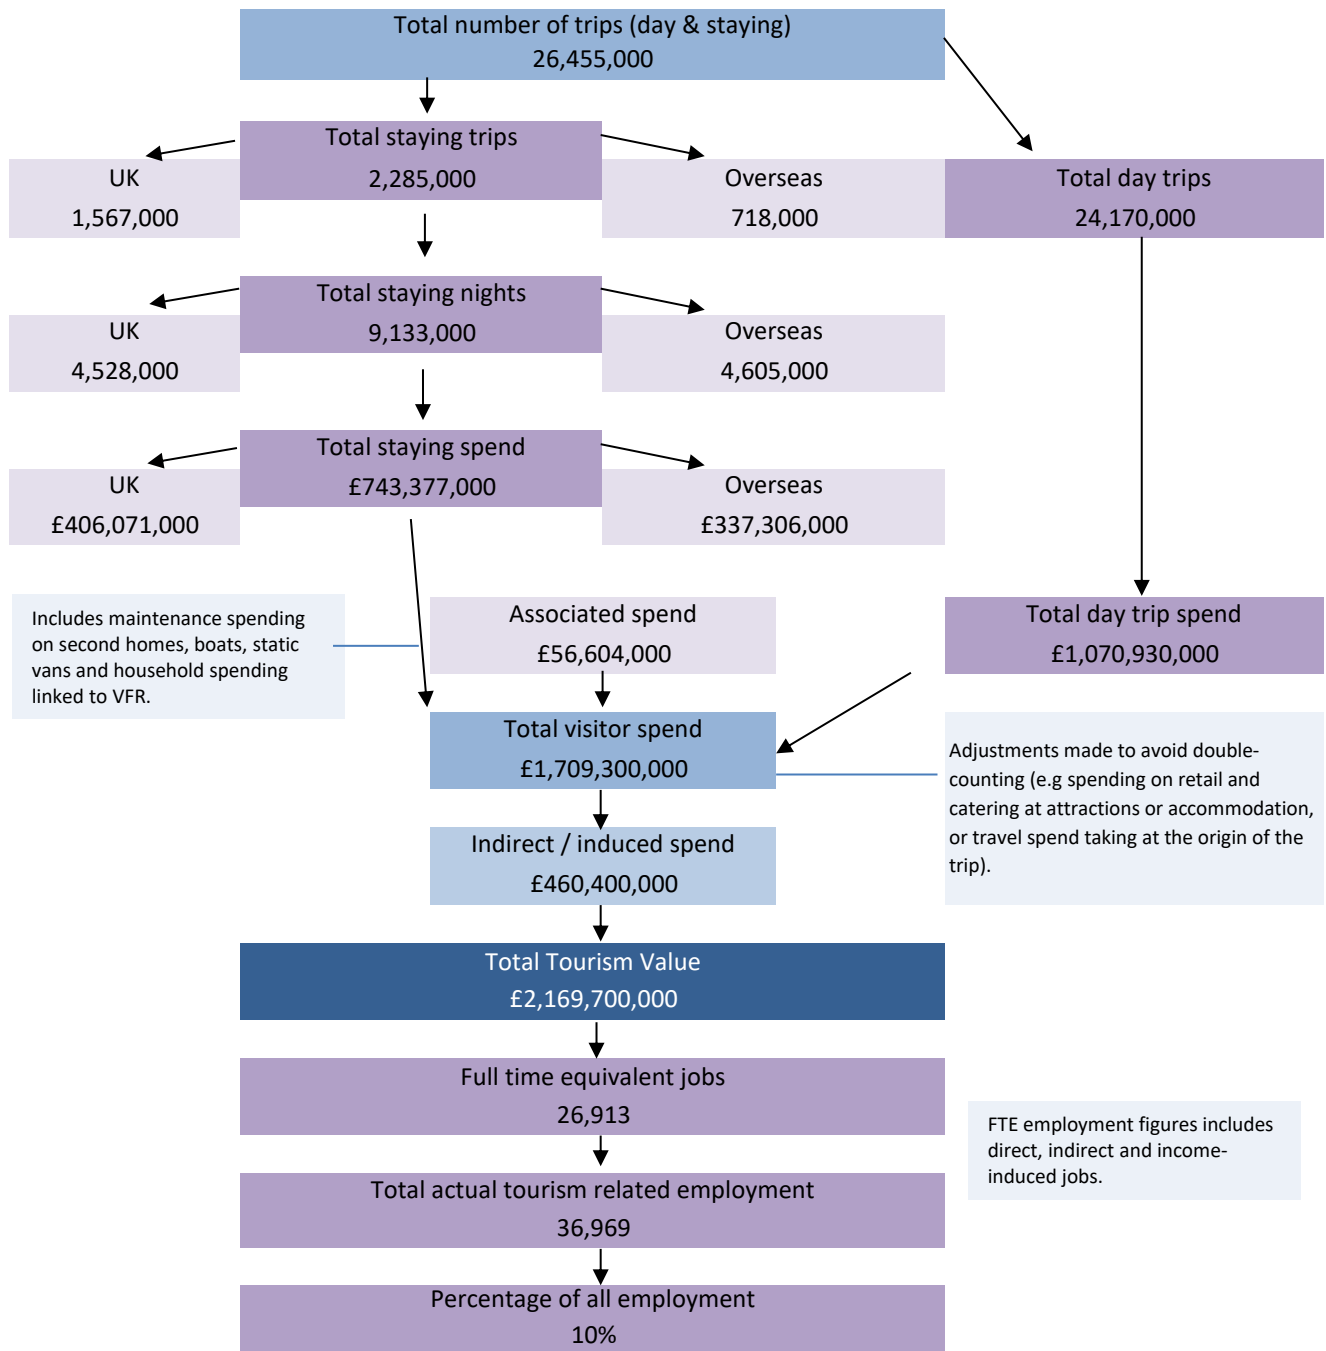 Total number of trips (day & staying)
26,455,000
Total staying trips
2,285,000
UK
1,567,000
Overseas
718,000
Total day trips
24,170,000
Total staying nights
9,133,000
UK
4,528,000
Overseas
4,605,000
Total staying spend
£743,377,000
UK
£406,071,000
Overseas
£337,306,000
Includes maintenance spending
on second homes, boats, static
vans and household spending
linked to VFR.
Associated spend
£56,604,000
Total day trip spend
£1,070,930,000
Total visitor spend
£1,709,300,000
Adjustments made to avoid double-
counting (e.g spending on retail and
catering at attractions or accommodation,
or travel spend taking at the origin of the
trip).
Indirect / induced spend
£460,400,000
Total Tourism Value
£2,169,700,000
Full time equivalent jobs
26,913
FTE employment figures includes
direct, indirect and income-
induced jobs.
Total actual tourism related employment
36,969
Percentage of all employment
10%